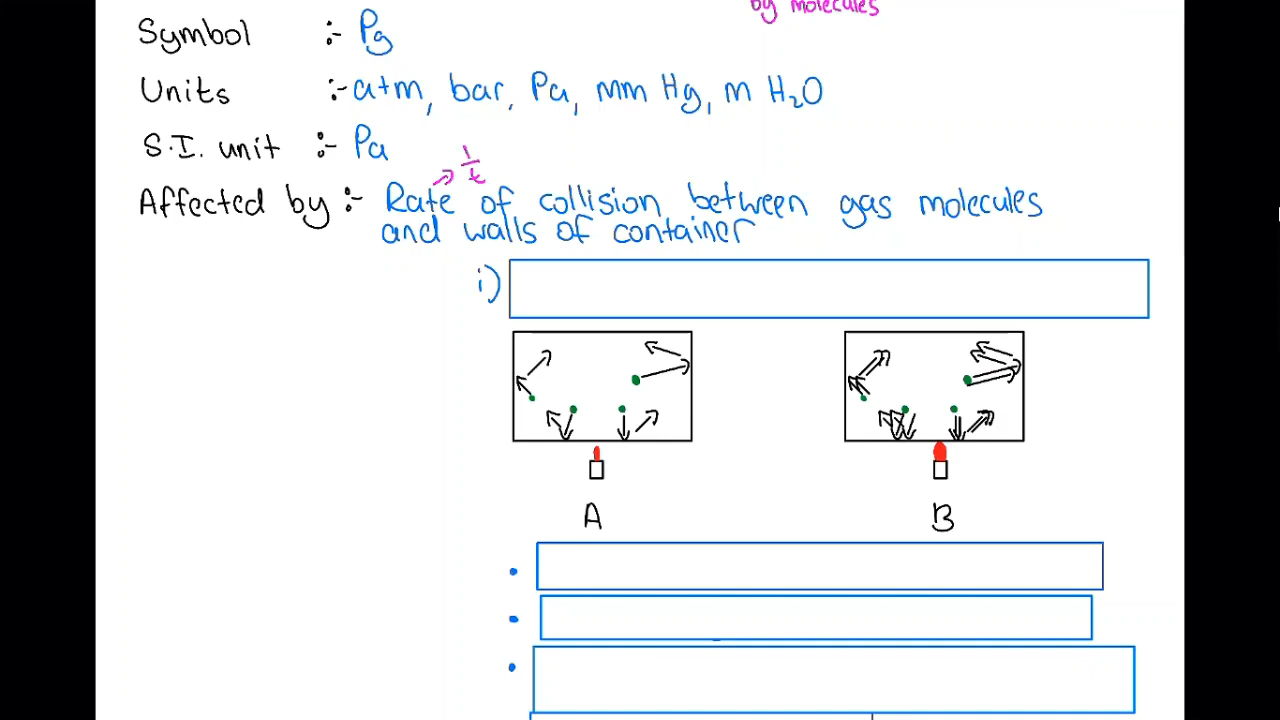 by molecules
Symbol :- Pg
Units :- atm, bar, Pa, mm Hg, m H₂O
S.I. unit :- Pa
1/t
Affected by :- Rate of collision between gas molecules
and walls of container
i)
A B